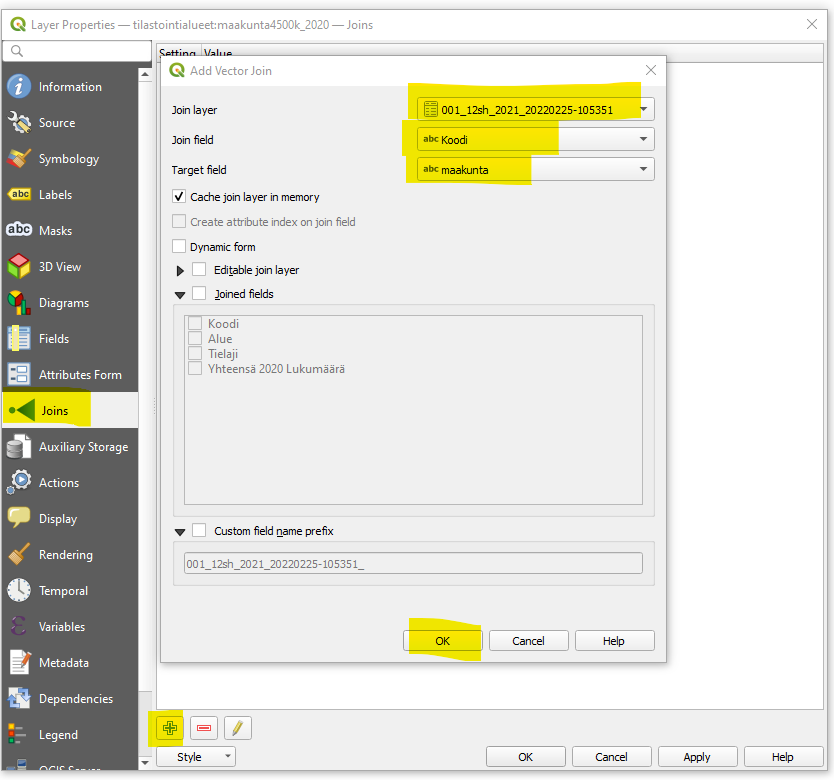 Layer Properties — tilastointialueet:maakunta4500k_2020 — Joins
Setting Value
Information
Source
Symbology
abc Labels
abc Masks
3D View
Diagrams
Fields
Attributes Form
Joins
Auxiliary Storage
Actions
Display
Rendering
Temporal
Variables
Metadata
Dependencies
Legend
QGIS Server
Add Vector Join
Join layer 001_12sh_2021_20220225-105351
Join field abc Koodi
Target field abc maakunta
Cache join layer in memory
Create attribute index on join field
Dynamic form
Editable join layer
Joined fields
Koodi
Alue
Tielaji
Yhteensä 2020 Lukumäärä
Custom field name prefix
001_12sh_2021_20220225-105351_
OK Cancel Help
Style OK Cancel Apply Help